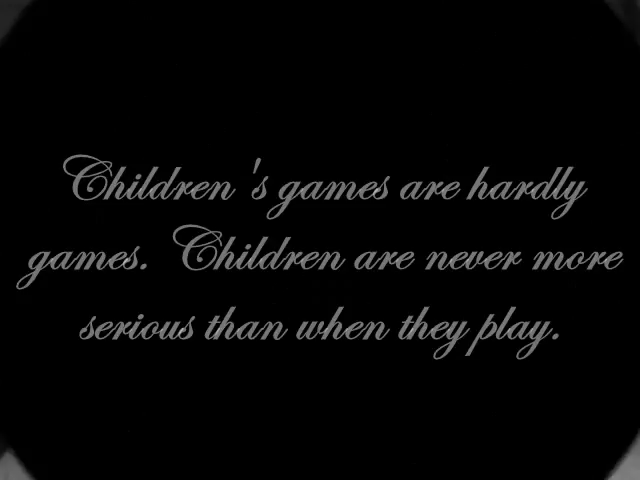 Children's games are hardly
games. Children are never more
serious than when they play.